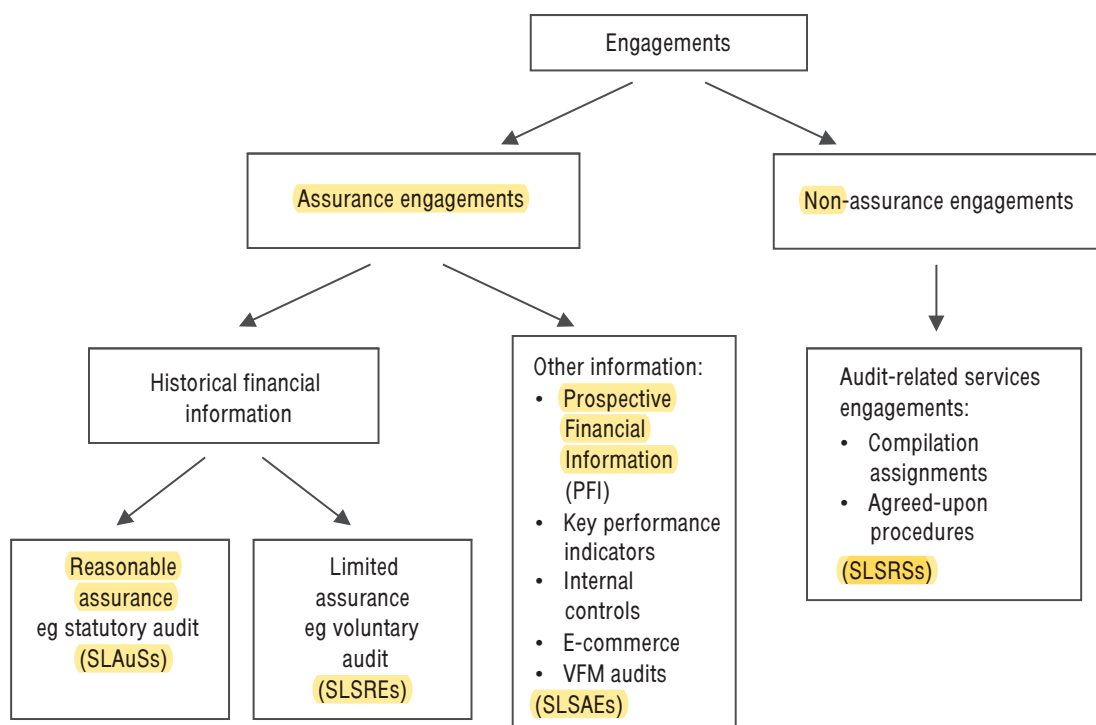 Engagements
Assurance engagements
Non-assurance engagements
Historical financial
information
Other information:
• Prospective
Financial
Information
(PFI)
• Key performance
indicators
• Internal
controls
• E-commerce
• VFM audits
(SLSAEs)
Audit-related services
engagements:
• Compilation
assignments
• Agreed-upon
procedures
(SLSRSs)
Reasonable
assurance
eg statutory audit
(SLAuSs)
Limited
assurance
eg voluntary
audit
(SLSREs)